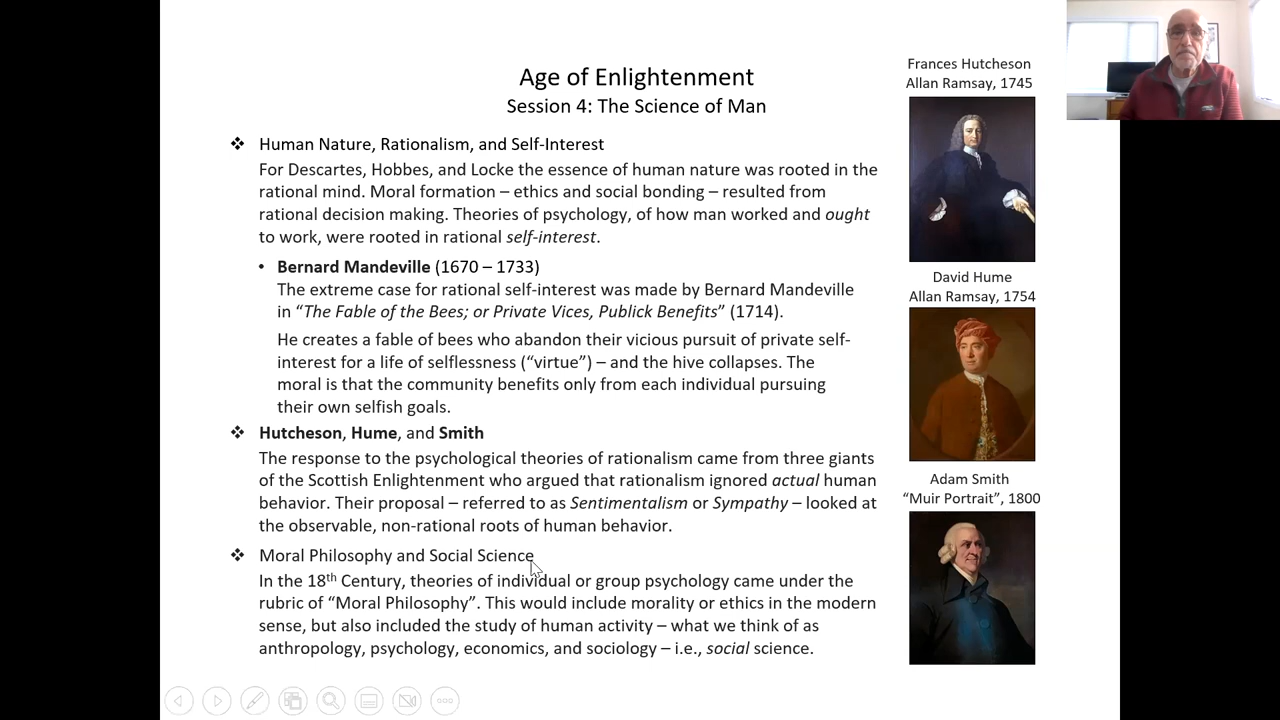 Age of Enlightenment
Session 4: The Science of Man
❖ Human Nature, Rationalism, and Self-Interest
For Descartes, Hobbes, and Locke the essence of human nature was rooted in the
rational mind. Moral formation – ethics and social bonding – resulted from
rational decision making. Theories of psychology, of how man worked and ought
to work, were rooted in rational self-interest.
• Bernard Mandeville (1670 – 1733)
The extreme case for rational self-interest was made by Bernard Mandeville
in “The Fable of the Bees; or Private Vices, Publick Benefits” (1714).
He creates a fable of bees who abandon their vicious pursuit of private self-
interest for a life of selflessness (“virtue”) – and the hive collapses. The
moral is that the community benefits only from each individual pursuing
their own selfish goals.
❖ Hutcheson, Hume, and Smith
The response to the psychological theories of rationalism came from three giants
of the Scottish Enlightenment who argued that rationalism ignored actual human
behavior. Their proposal – referred to as Sentimentalism or Sympathy – looked at
the observable, non-rational roots of human behavior.
❖ Moral Philosophy and Social Science
In the 18th Century, theories of individual or group psychology came under the
rubric of “Moral Philosophy”. This would include morality or ethics in the modern
sense, but also included the study of human activity – what we think of as
anthropology, psychology, economics, and sociology – i.e., social science.
Frances Hutcheson
Allan Ramsay, 1745
David Hume
Allan Ramsay, 1754
Adam Smith
“Muir Portrait”, 1800